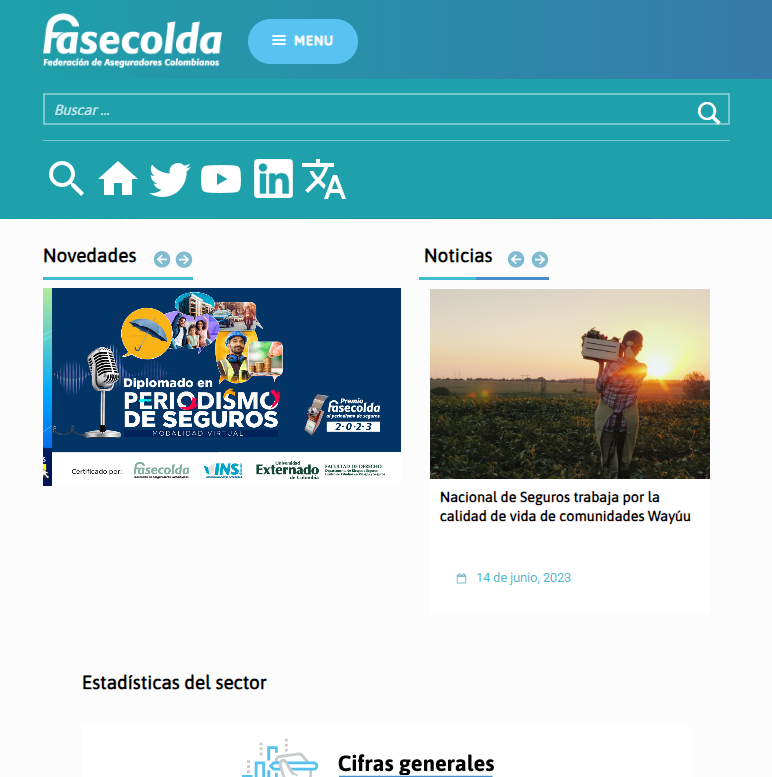 fasecolda
Federación de Aseguradores Colombianos
MENU
Buscar ...
Novedades
Noticias
Diplomado en
PERIODISMO
DE SEGUROS
MODALIDAD VIRTUAL
Premio
fasecolda
al periodismo de seguros
2·0·2·3
Certificado por:
fasecolda
INS
Universidad
Externado
de Colombia
FACULTAD DE DERECHO
Nacional de Seguros trabaja por la
calidad de vida de comunidades Wayúu
14 de junio, 2023
Estadísticas del sector
Cifras generales